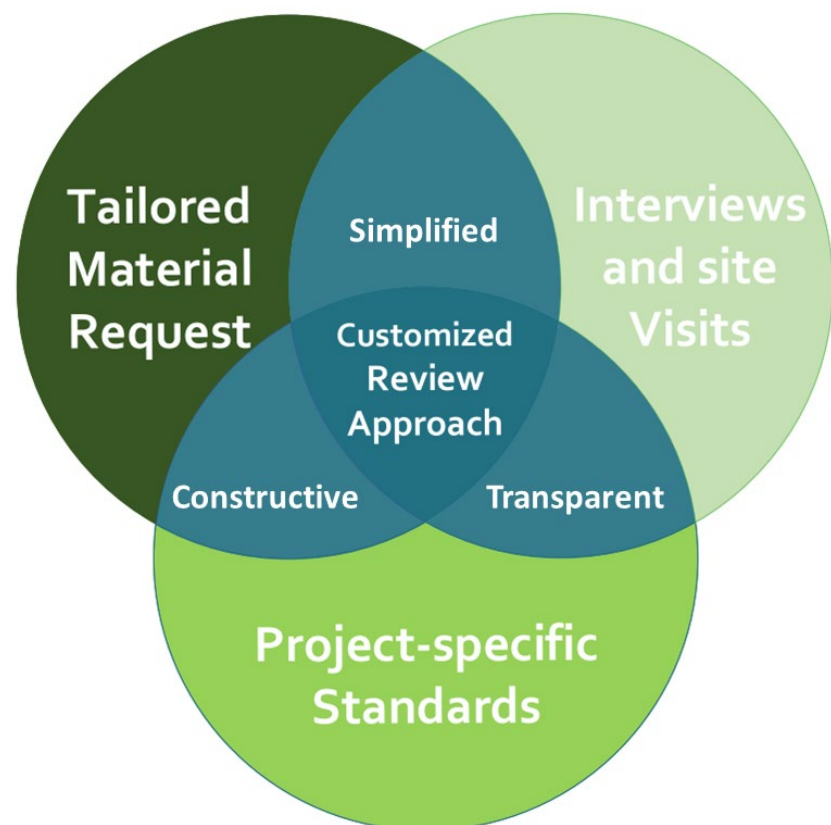 Tailored
Material
Request
Simplified
Interviews
and site
Visits
Customized
Review
Approach
Constructive
Transparent
Project-specific
Standards